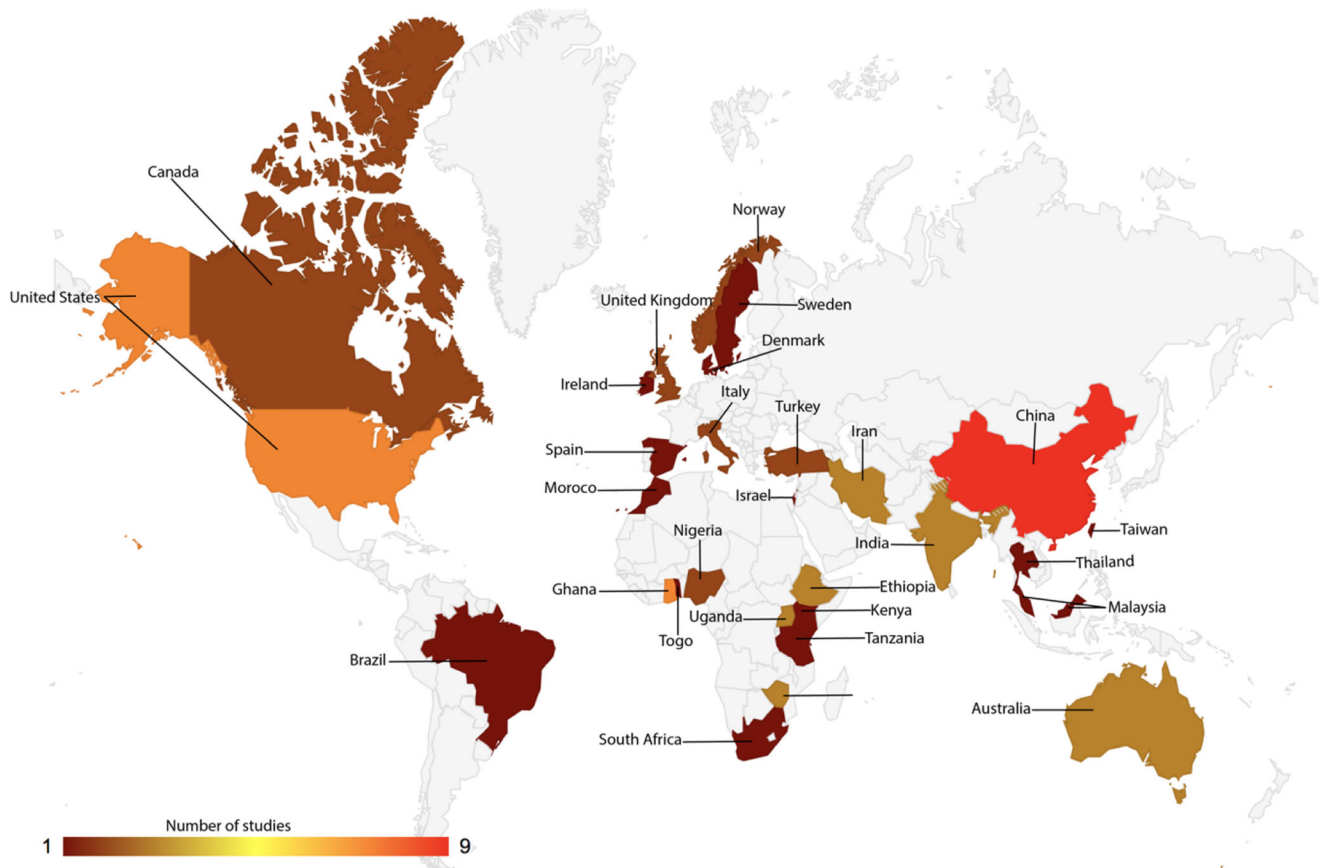 Canada
Norway
United States
United Kingdom
Sweden
Denmark
Ireland
Italy
Turkey
China
Iran
Spain
Moroco
Israel
Nigeria
Taiwan
India
Thailand
Ghana
Ethiopia
Malaysia
Uganda
Kenya
Togo
Tanzania
Brazil
Australia
South Africa
Number of studies
1
9